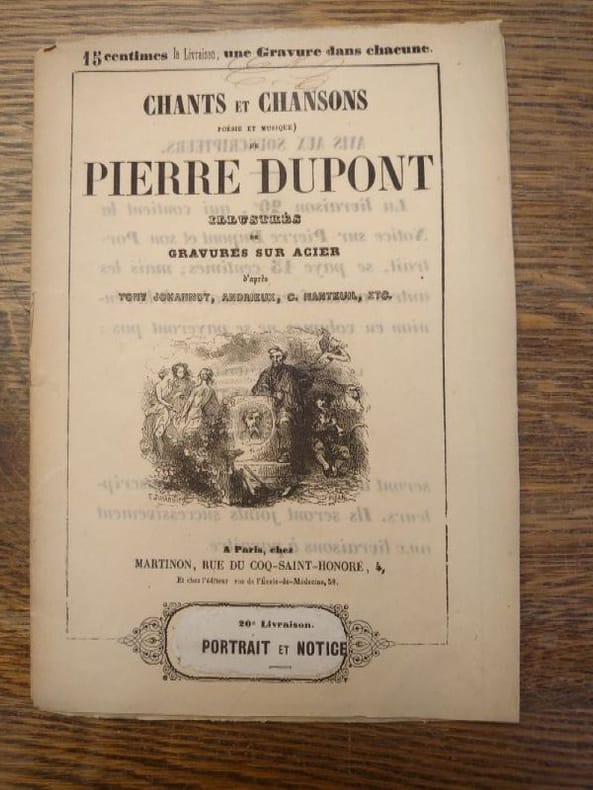 15 centimes la Livraison, une Gravure dans chacune.
CHANTS ET CHANSONS
POÉSIE ET MUSIQUE)
DE
PIERRE DUPONT
ILLUSTRÉS
DE
GRAVURES SUR ACIER
d'après
TONY JOHANNOT, ANDRIEUX, C. NANTEUIL, ETC.
A Paris, chez
MARTINON, RUE DU COQ-SAINT-HONORÉ, 4,
Et chez l'éditeur rue de l'École-de-Médecine, 58.
20e Livraison.
PORTRAIT ET NOTICE